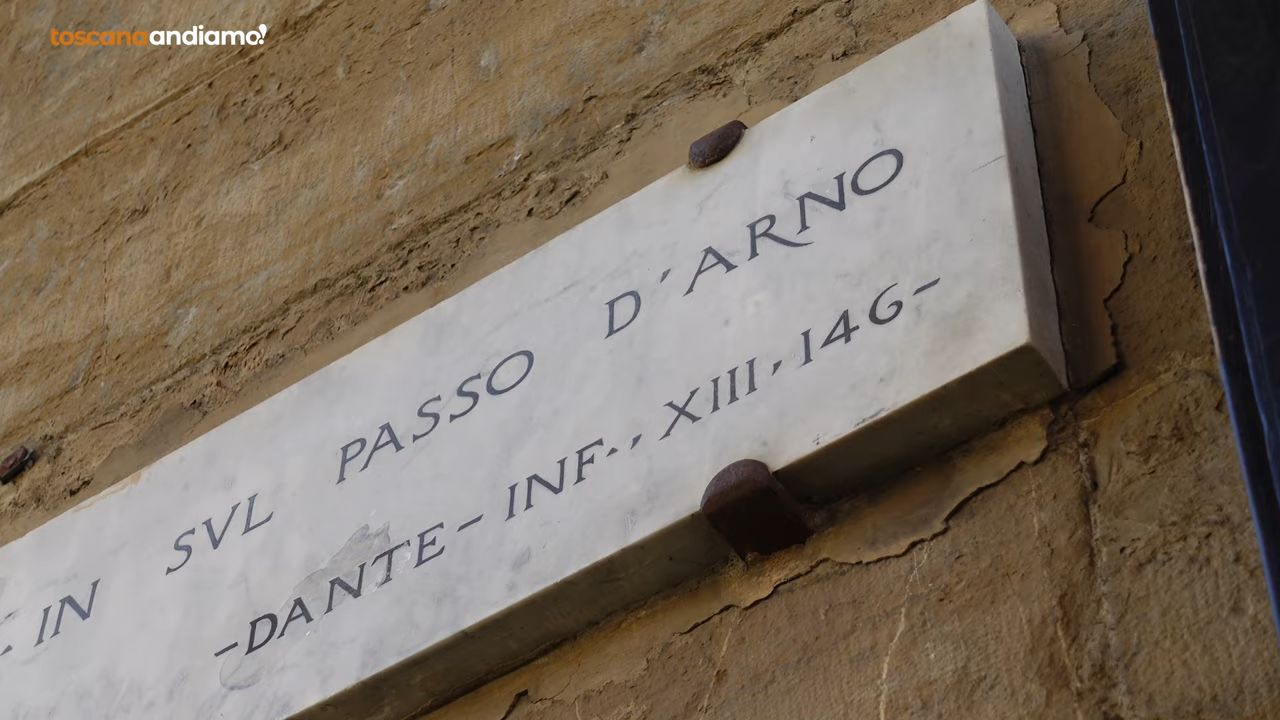 toscanaandiamo!
IN SVL PASSO D'ARNO
-DANTE-INF., XIII, 146-